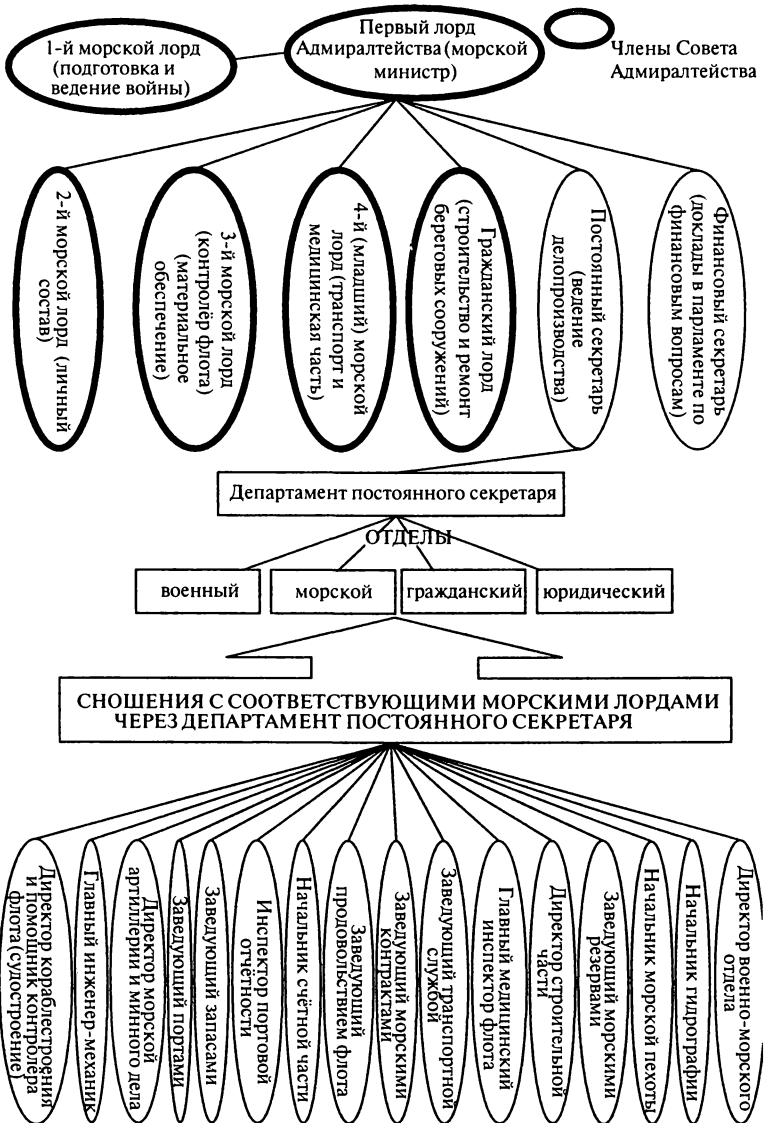 1-й морской лорд
(подготовка и
ведение войны)
Первый лорд
Адмиралтейства (морской
министр)
Члены Совета
Адмиралтейства
2-й морской лорд (личный
состав)
3-й морской лорд
(контролёр флота)
(материальное
обеспечение)
4-й (младший) морской
лорд (транспорт и
медицинская часть)
Гражданский лорд
(строительство и ремонт
береговых сооружений)
Постоянный секретарь
(ведение
делопроизводства)
Финансовый секретарь
(доклады в парламенте по
финансовым вопросам)
Департамент постоянного секретаря
ОТДЕЛЫ
военный
морской
гражданский
юридический
СНОШЕНИЯ С СООТВЕТСТВУЮЩИМИ МОРСКИМИ ЛОРДАМИ
ЧЕРЕЗ ДЕПАРТАМЕНТ ПОСТОЯННОГО СЕКРЕТАРЯ
Директор кораблестроения
и помощник контролёра
флота (судостроение)
Главный инженер-механик
Директор морской
артиллерии и минного дела
Заведующий портами
Заведующий запасами
Инспектор портовой
отчётности
Начальник счётной части
Заведующий
продовольствием флота
Заведующий морскими
контрактами
Заведующий транспортной
службой
Главный медицинский
инспектор флота
Директор строительной
части
Заведующий морскими
резервами
Начальник морской пехоты
Начальник гидрографии
Директор военно-морского
отдела